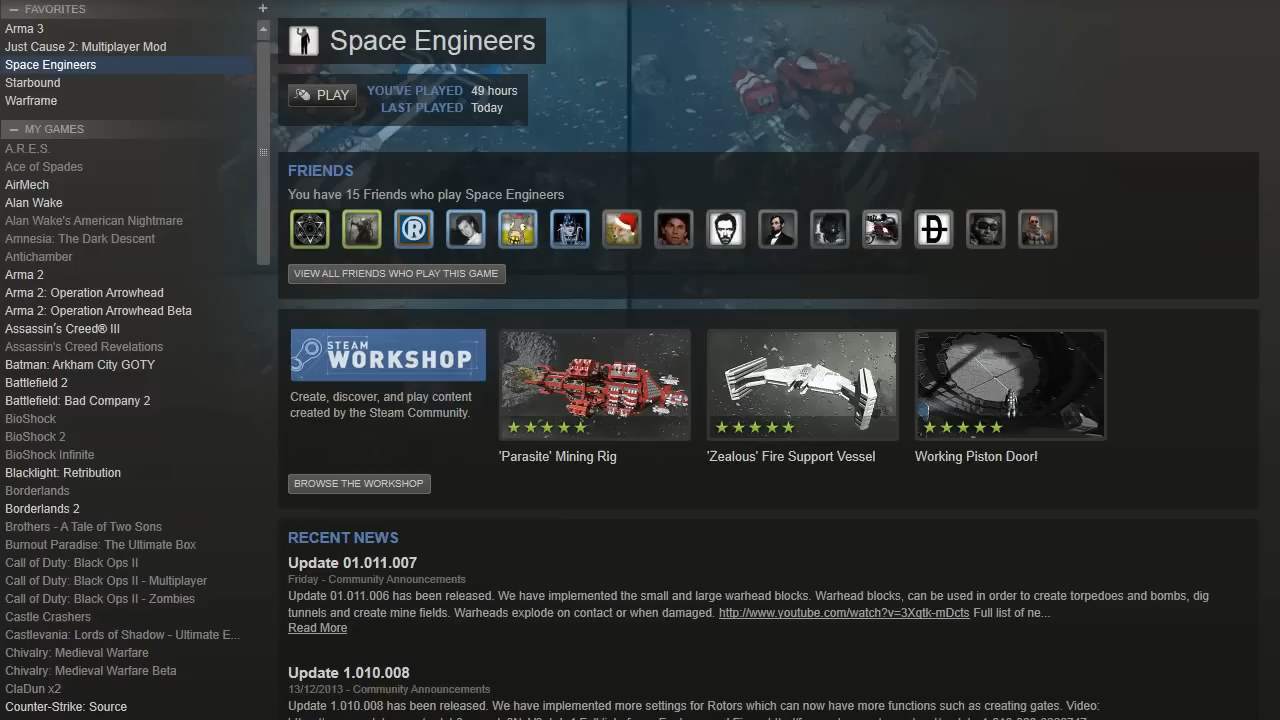 FAVORITES
Arma 3
Just Cause 2: Multiplayer Mod
Space Engineers
Starbound
Warframe
MY GAMES
A.R.E.S.
Ace of Spades
AirMech
Alan Wake
Alan Wake's American Nightmare
Amnesia: The Dark Descent
Antichamber
Arma 2
Arma 2: Operation Arrowhead
Arma 2: Operation Arrowhead Beta
Assassin's Creed® III
Assassin's Creed Revelations
Batman: Arkham City GOTY
Battlefield 2
Battlefield: Bad Company 2
BioShock
BioShock 2
BioShock Infinite
Blacklight: Retribution
Borderlands
Borderlands 2
Brothers - A Tale of Two Sons
Burnout Paradise: The Ultimate Box
Call of Duty: Black Ops II
Call of Duty: Black Ops II - Multiplayer
Call of Duty: Black Ops II - Zombies
Castle Crashers
Castlevania: Lords of Shadow - Ultimate E...
Chivalry: Medieval Warfare
Chivalry: Medieval Warfare Beta
ClaDun x2
Counter-Strike: Source
Space Engineers
PLAY
YOU'VE PLAYED 49 hours
LAST PLAYED Today
FRIENDS
You have 15 Friends who play Space Engineers
VIEW ALL FRIENDS WHO PLAY THIS GAME
STEAM
WORKSHOP
Create, discover, and play content
created by the Steam Community.
BROWSE THE WORKSHOP
'Parasite' Mining Rig
'Zealous' Fire Support Vessel
Working Piston Door!
RECENT NEWS
Update 01.011.007
Friday - Community Announcements
Update 01.011.006 has been released. We have implemented the small and large warhead blocks. Warhead blocks, can be used in order to create torpedoes and bombs, dig
tunnels and create mine fields. Warheads explode on contact or when damaged. http://www.youtube.com/watch?v=3Xqtk-mDcts Full list of ne...
Read More
Update 1.010.008
13/12/2013 - Community Announcements
Update 1.010.008 has been released. We have implemented more settings for Rotors which can now have more functions such as creating gates. Video: